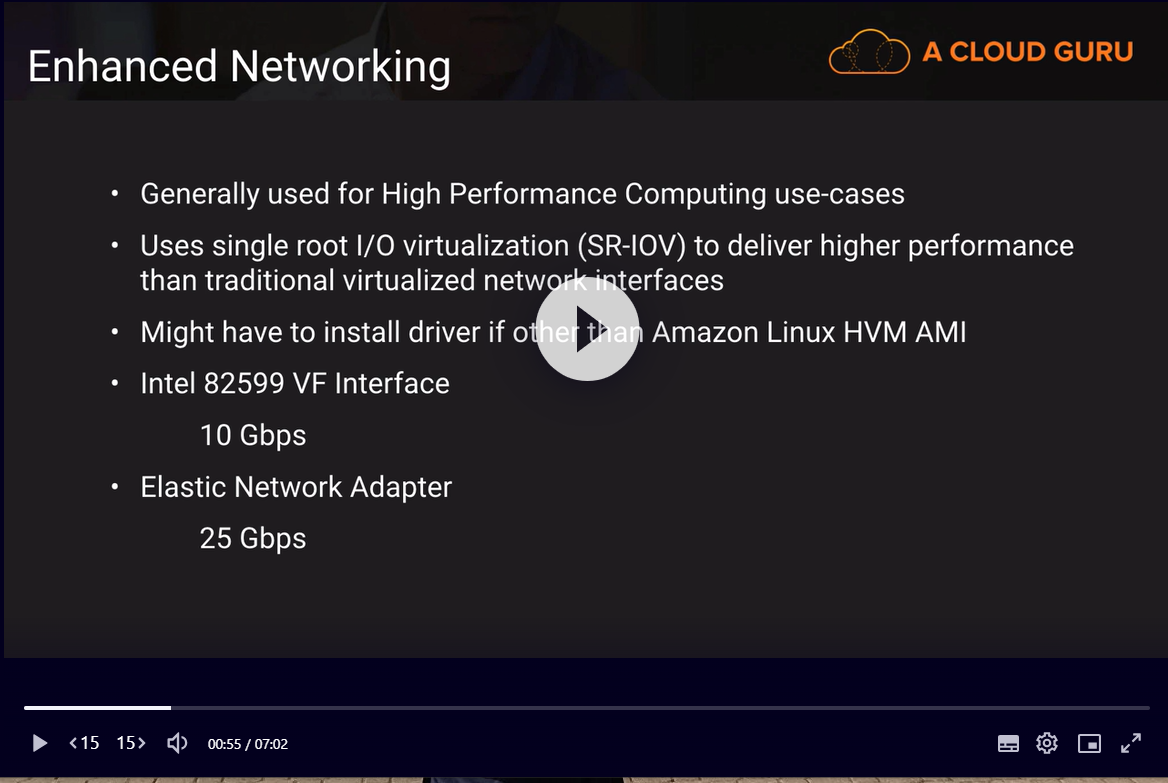 Enhanced Networking
A CLOUD GURU
• Generally used for High Performance Computing use-cases
• Uses single root I/O virtualization (SR-IOV) to deliver higher performance
than traditional virtualized network interfaces
• Might have to install driver if other than Amazon Linux HVM AMI
• Intel 82599 VF Interface
10 Gbps
• Elastic Network Adapter
25 Gbps
<15 15> 00:55 / 07:02